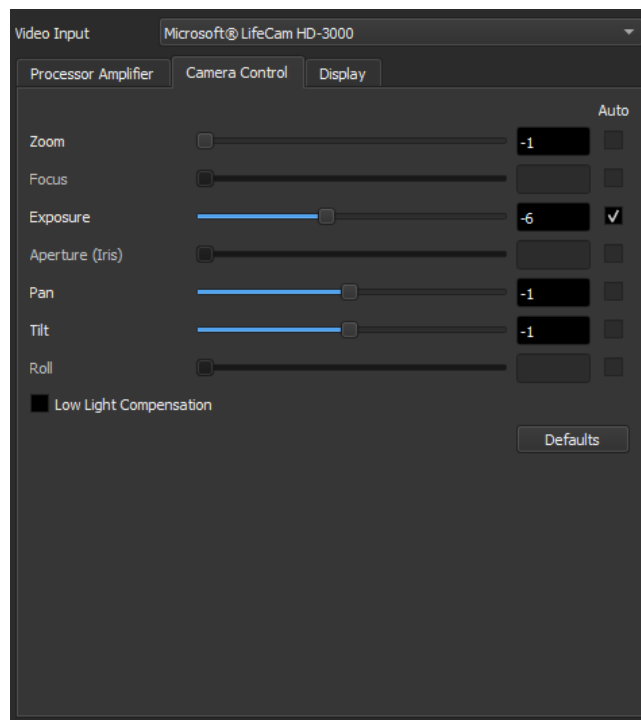 Video Input Microsoft® LifeCam HD-3000
Processor Amplifier Camera Control Display
Auto
Zoom -1
Focus
Exposure -6
Aperture (Iris)
Pan -1
Tilt -1
Roll
Low Light Compensation
Defaults